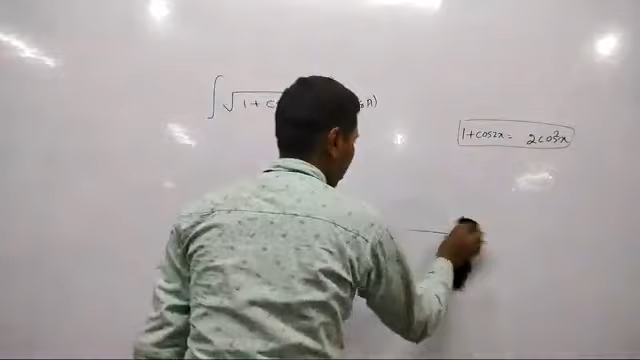 ∫ √1 + c
1+cos2x = 2cos²x